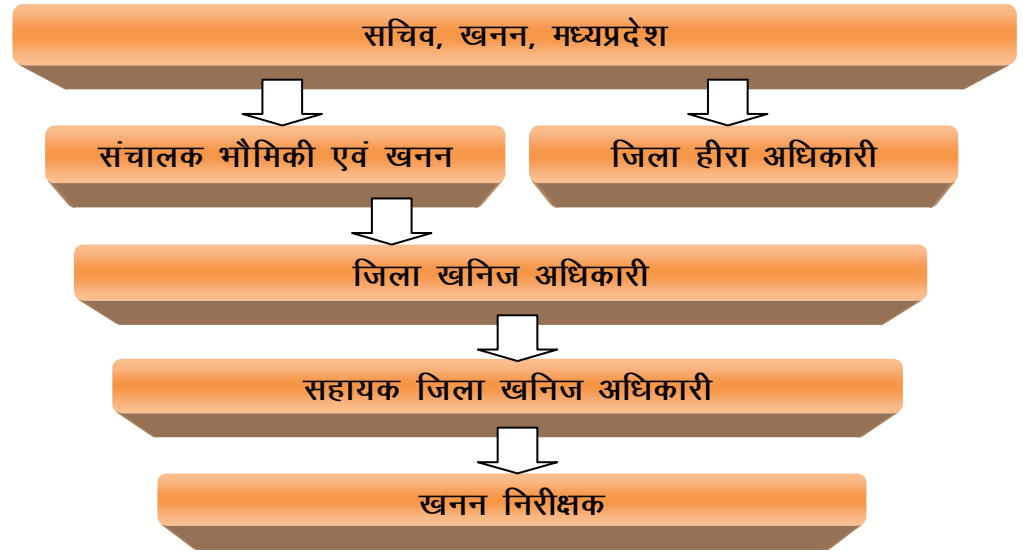 सचिव, खनन, मध्यप्रदेश
संचालक भौमिकी एवं खनन
जिला हीरा अधिकारी
जिला खनिज अधिकारी
सहायक जिला खनिज अधिकारी
खनन निरीक्षक